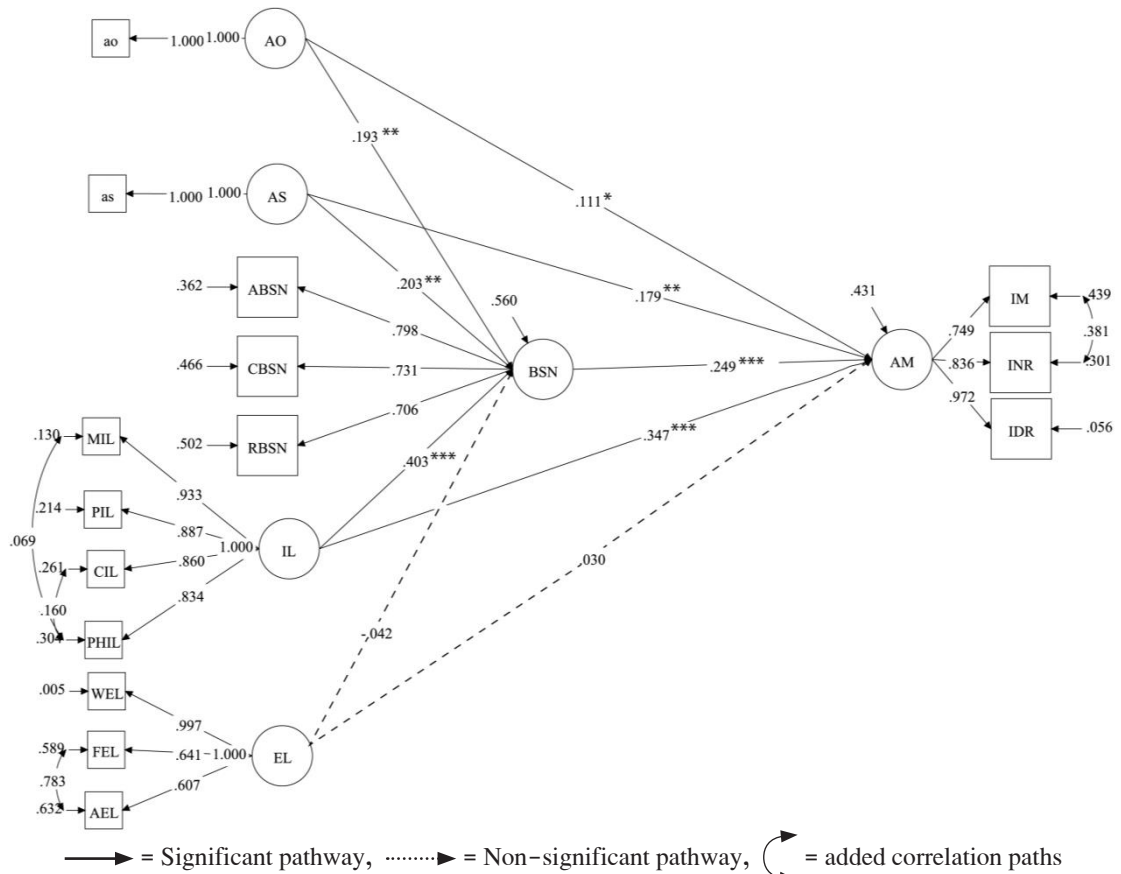 ao
1.000 1.000
AO
.193**
.111*
as
1.000 1.000
AS
.203**
.179**
.362
ABSN
.798
.560
.431
IM
.439
.749
.381
.466
CBSN
.731
BSN
.249***
AM
.836
INR
.301
.972
.706
.502
RBSN
.403***
.347***
IDR
.056
.130
MIL
.933
.214
PIL
.887
.069
1.000
IL
.261
CIL
.860
.030
.160
.834
.304
PHIL
-.042
.005
WEL
.997
.589
FEL
.641
1.000
EL
.783
.607
.632
AEL
= Significant pathway, = Non-significant pathway, = added correlation paths